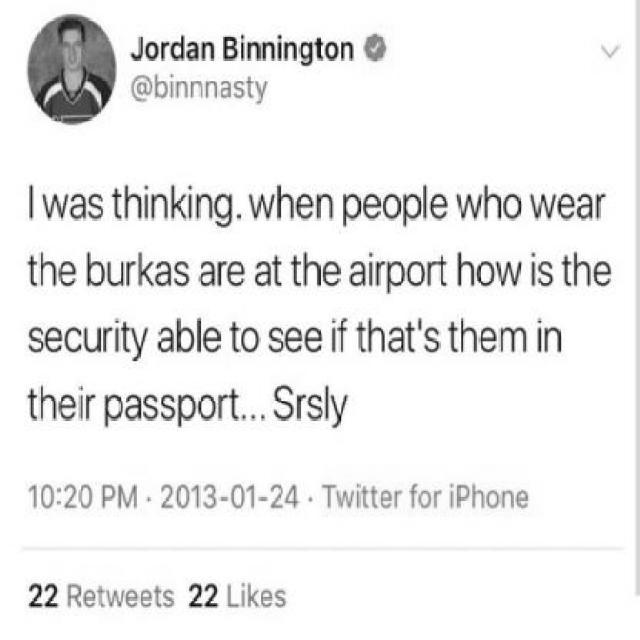 Jordan Binnington
@binnnasty
I was thinking. when people who wear
the burkas are at the airport how is the
security able to see if that's them in
their passport... Srsly
10:20 PM · 2013-01-24 · Twitter for iPhone
22 Retweets 22 Likes